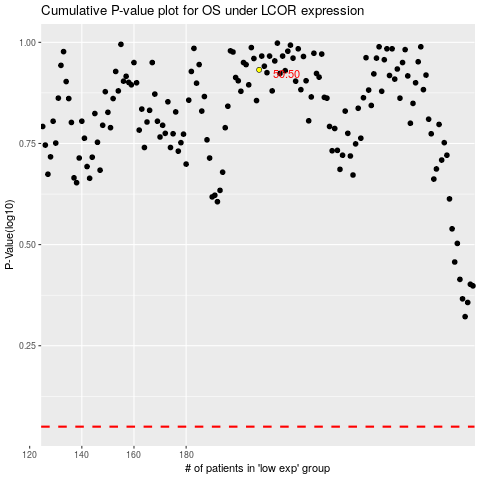 Cumulative P-value plot for OS under LCOR expression
1.00
50:50
0.75
P-Value(log10)
0.50
0.25
120 140 160 180
# of patients in 'low exp' group